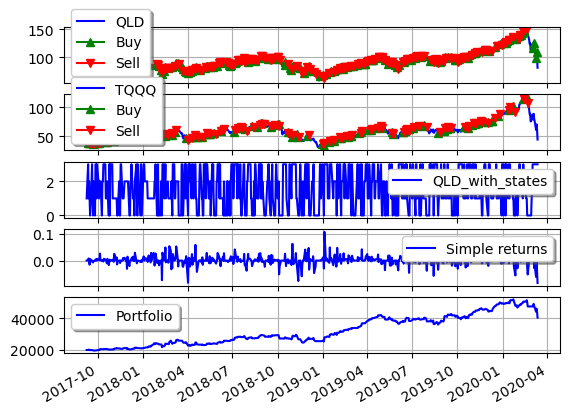 150
100
QLD
Buy
Sell
100
50
TQQQ
Buy
Sell
2
0
QLD_with_states
0.1
0.0
Simple returns
40000
20000
Portfolio
2017-10
2018-01
2018-04
2018-07
2018-10
2019-01
2019-04
2019-07
2019-10
2020-01
2020-04